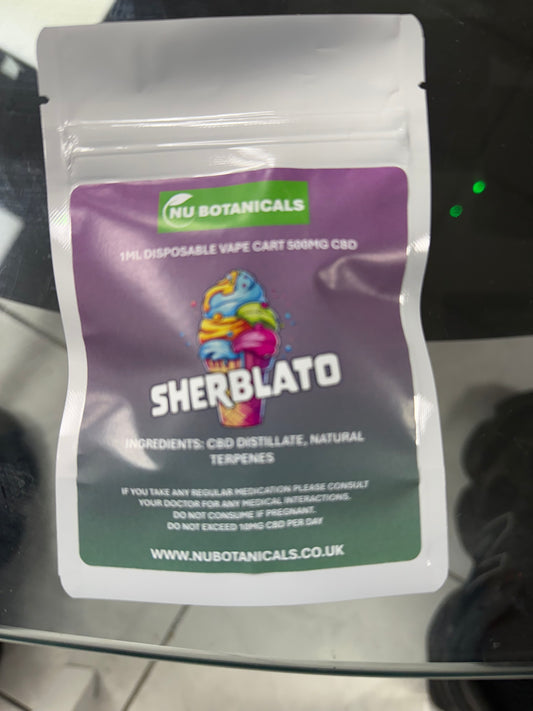 NU BOTANICALS
1ML DISPOSABLE VAPE CART 500MG CBD
SHERBLATO
INGREDIENTS: CBD DISTILLATE, NATURAL
TERPENES
IF YOU TAKE ANY REGULAR MEDICATION PLEASE CONSULT
YOUR DOCTOR FOR ANY MEDICAL INTERACTIONS.
DO NOT CONSUME IF PREGNANT.
DO NOT EXCEED 10MG CBD PER DAY
WWW.NUBOTANICALS.CO.UK